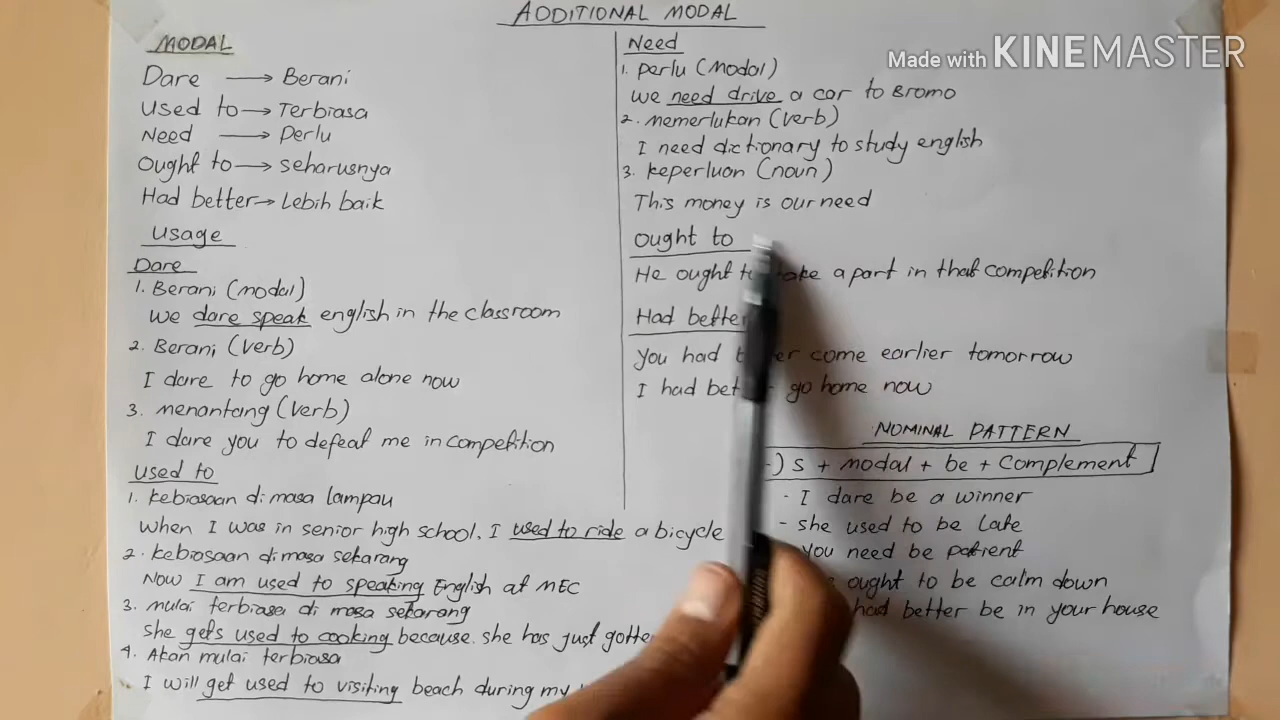 ADDITIONAL MODAL
Made with KINEMASTER
MODAL
Dare → Berani
Used to → Terbiasa
Need → Perlu
Ought to → seharusnya
Had better → Lebih baik
Usage
Dare
1. Berani (modal)
We dare speak english in the classroom
2. Berani (verb)
I dare to go home alone now
3. menantang (verb)
I dare you to defeat me in competition
Used to
1. kebiasaan di masa lampau
When I was in senior high school, I used to ride a bicycle
2. kebiasaan di masa sekarang
Now I am used to speaking English at MEC
3. mulai terbiasa di masa sekarang
She gets used to cooking because she has just
4. Akan mulai terbiasa
I will get used to visiting beach during my
Need
1. perlu (modal)
We need drive a car to Bromo
2. memerlukan (verb)
I need dictionary to study english
3. keperluan (noun)
This money is our need
Ought to
He ought a part in that competition
Had
You had come earlier tomorrow
I had go home now
NOMINAL PATTERN
) S + modal + be + Complement
- I dare be a winner
- she used to be late
you need be patient
ought to be calm down
had better be in your house